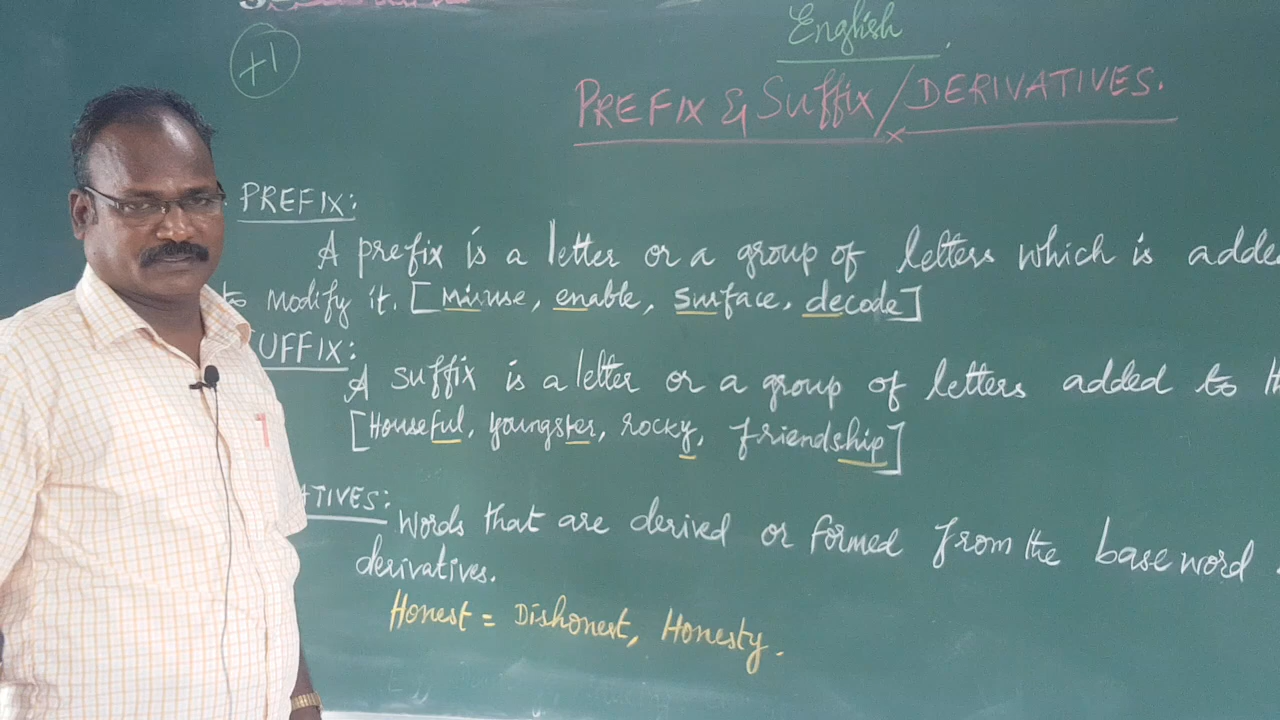 English
+1
PREFIX & SUffix/DERIVATIVES.
PREFIX:
A prefix is a letter or a group of letters which is adde
to modify it. [Misuse, enable, Surface, decode]
UFFIX:
A suffix is a letter or a group of letters added to th
[Houseful, youngster, rocky, friendship]
ATIVES:
Words that are derived or formed from the base word
derivatives.
Honest = Dishonest, Honesty.